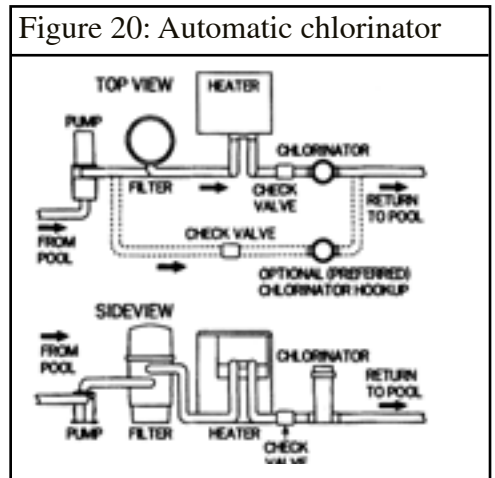 Figure 20: Automatic chlorinator
TOP VIEW
HEATER
PUMP
CHLORINATOR
FILTER
CHECK
VALVE
RETURN
TO POOL
FROM
POOL
CHECK VALVE
OPTIONAL (PREFERRED)
CHLORINATOR HOOKUP
SIDEVIEW
FROM
POOL
CHLORINATOR
RETURN
TO POOL
PUMP
FILTER
HEATER
CHECK
VALVE